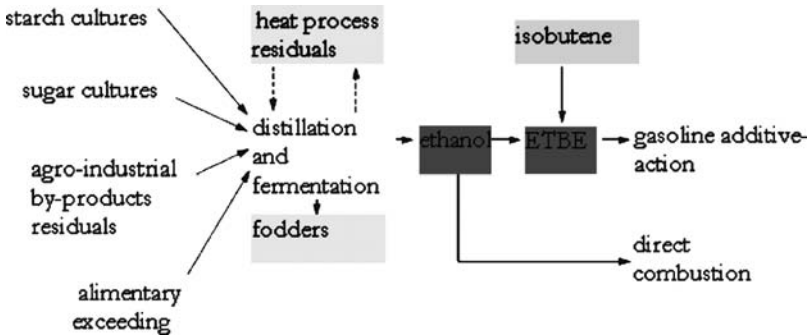 starch cultures
heat process
residuals
isobutene
sugar cultures
distillation
and
fermentation
ethanol
ETBE
gasoline additive-
action
agro-industrial
by-products
residuals
fodders
direct
combustion
alimentary
exceeding